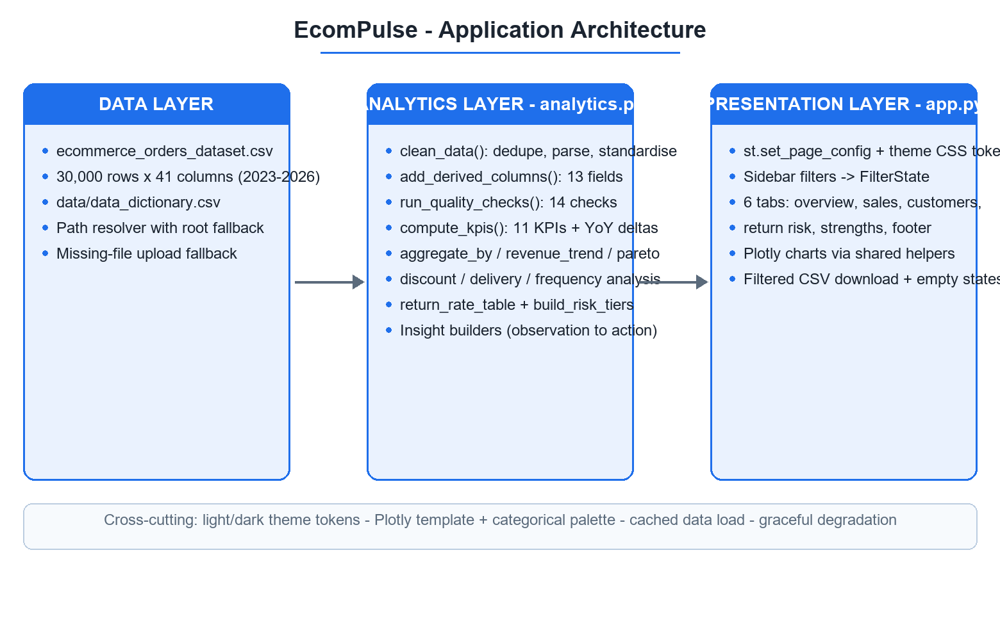 EcomPulse - Application Architecture
DATA LAYER
ecommerce_orders_dataset.csv
30,000 rows x 41 columns (2023-2026)
data/data_dictionary.csv
Path resolver with root fallback
Missing-file upload fallback
ANALYTICS LAYER - analytics.p
clean_data(): dedupe, parse, standardise
add_derived_columns(): 13 fields
run_quality_checks(): 14 checks
compute_kpis(): 11 KPIs + YoY deltas
aggregate_by / revenue_trend / pareto
discount / delivery / frequency analysis
return_rate_table + build_risk_tiers
Insight builders (observation to action)
PRESENTATION LAYER - app.py
st.set_page_config + theme CSS toke
Sidebar filters -> FilterState
6 tabs: overview, sales, customers,
return risk, strengths, footer
Plotly charts via shared helpers
Filtered CSV download + empty states
Cross-cutting: light/dark theme tokens - Plotly template + categorical palette - cached data load - graceful degradation